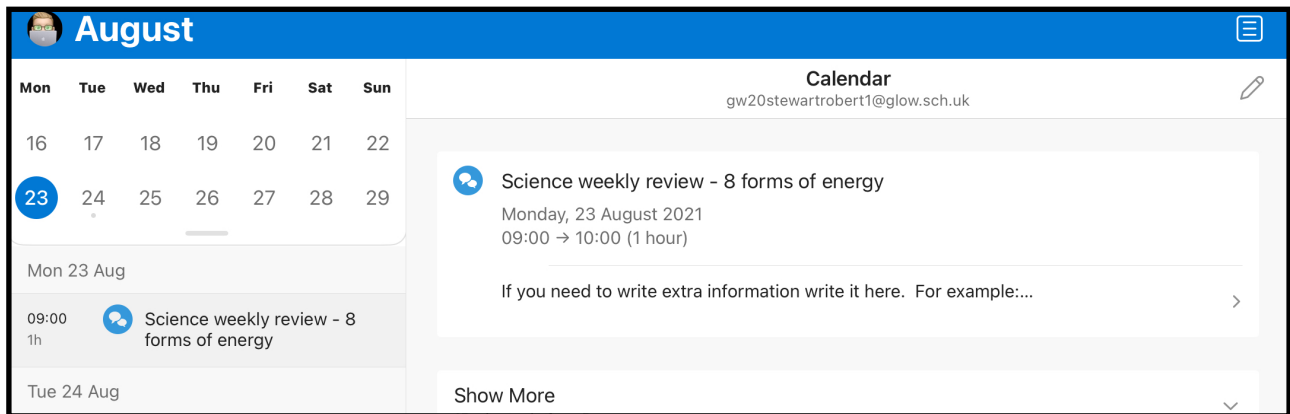 August
Mon Tue Wed Thu Fri Sat Sun
16 17 18 19 20 21 22
23 24 25 26 27 28 29
Mon 23 Aug
09:00
1h
Science weekly review - 8
forms of energy
Tue 24 Aug
Calendar
gw20stewartrobert1@glow.sch.uk
Science weekly review - 8 forms of energy
Monday, 23 August 2021
09:00 → 10:00 (1 hour)
If you need to write extra information write it here.  For example:...
Show More